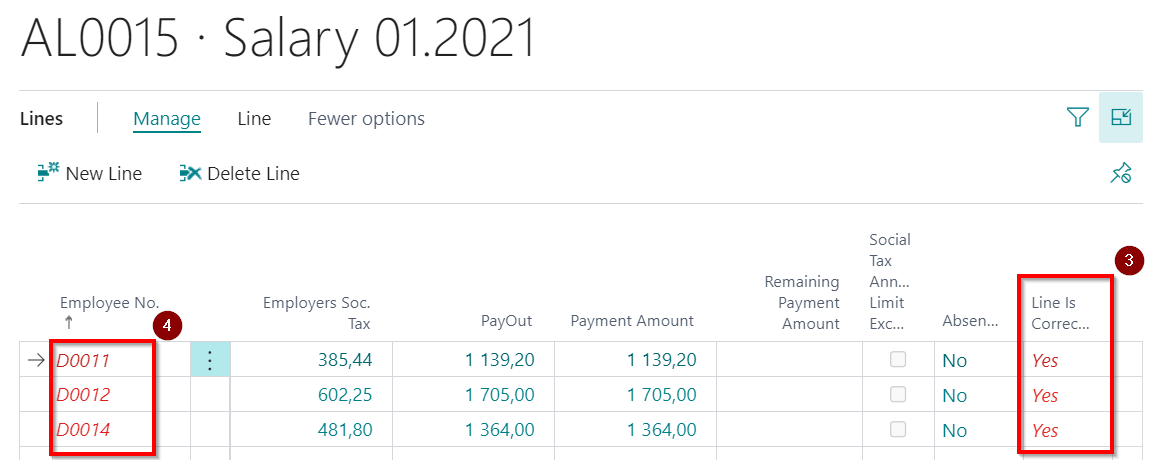 AL0015 · Salary 01.2021
Lines Manage Line Fewer options
New Line Delete Line
Employee No. ↑
Employers Soc. Tax
PayOut
Payment Amount
Remaining Payment Amount
Social Tax Ann... Limit Exc...
Absen...
Line Is Correc...
3
4
→ D0011 ⋮ 385,44 1 139,20 1 139,20 No Yes
D0012 602,25 1 705,00 1 705,00 No Yes
D0014 481,80 1 364,00 1 364,00 No Yes